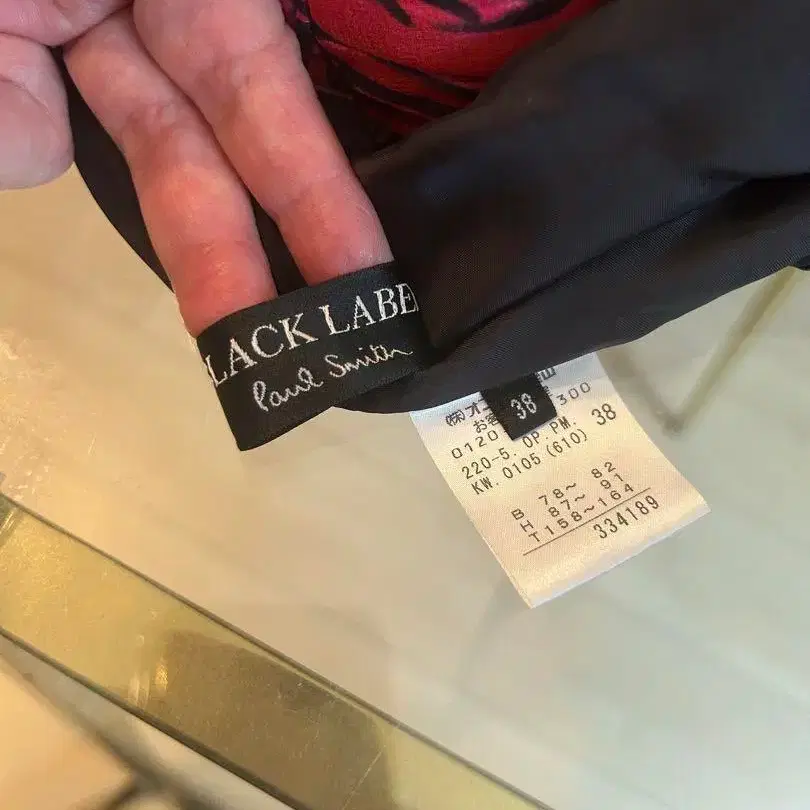 LACK LABEL
Paul Smith
38
(株)オ
お客 300
0120
220-5. OP. PM. 38
KW. 0105 (610)
B 78~ 82
H 87~ 91
T158~164
334189